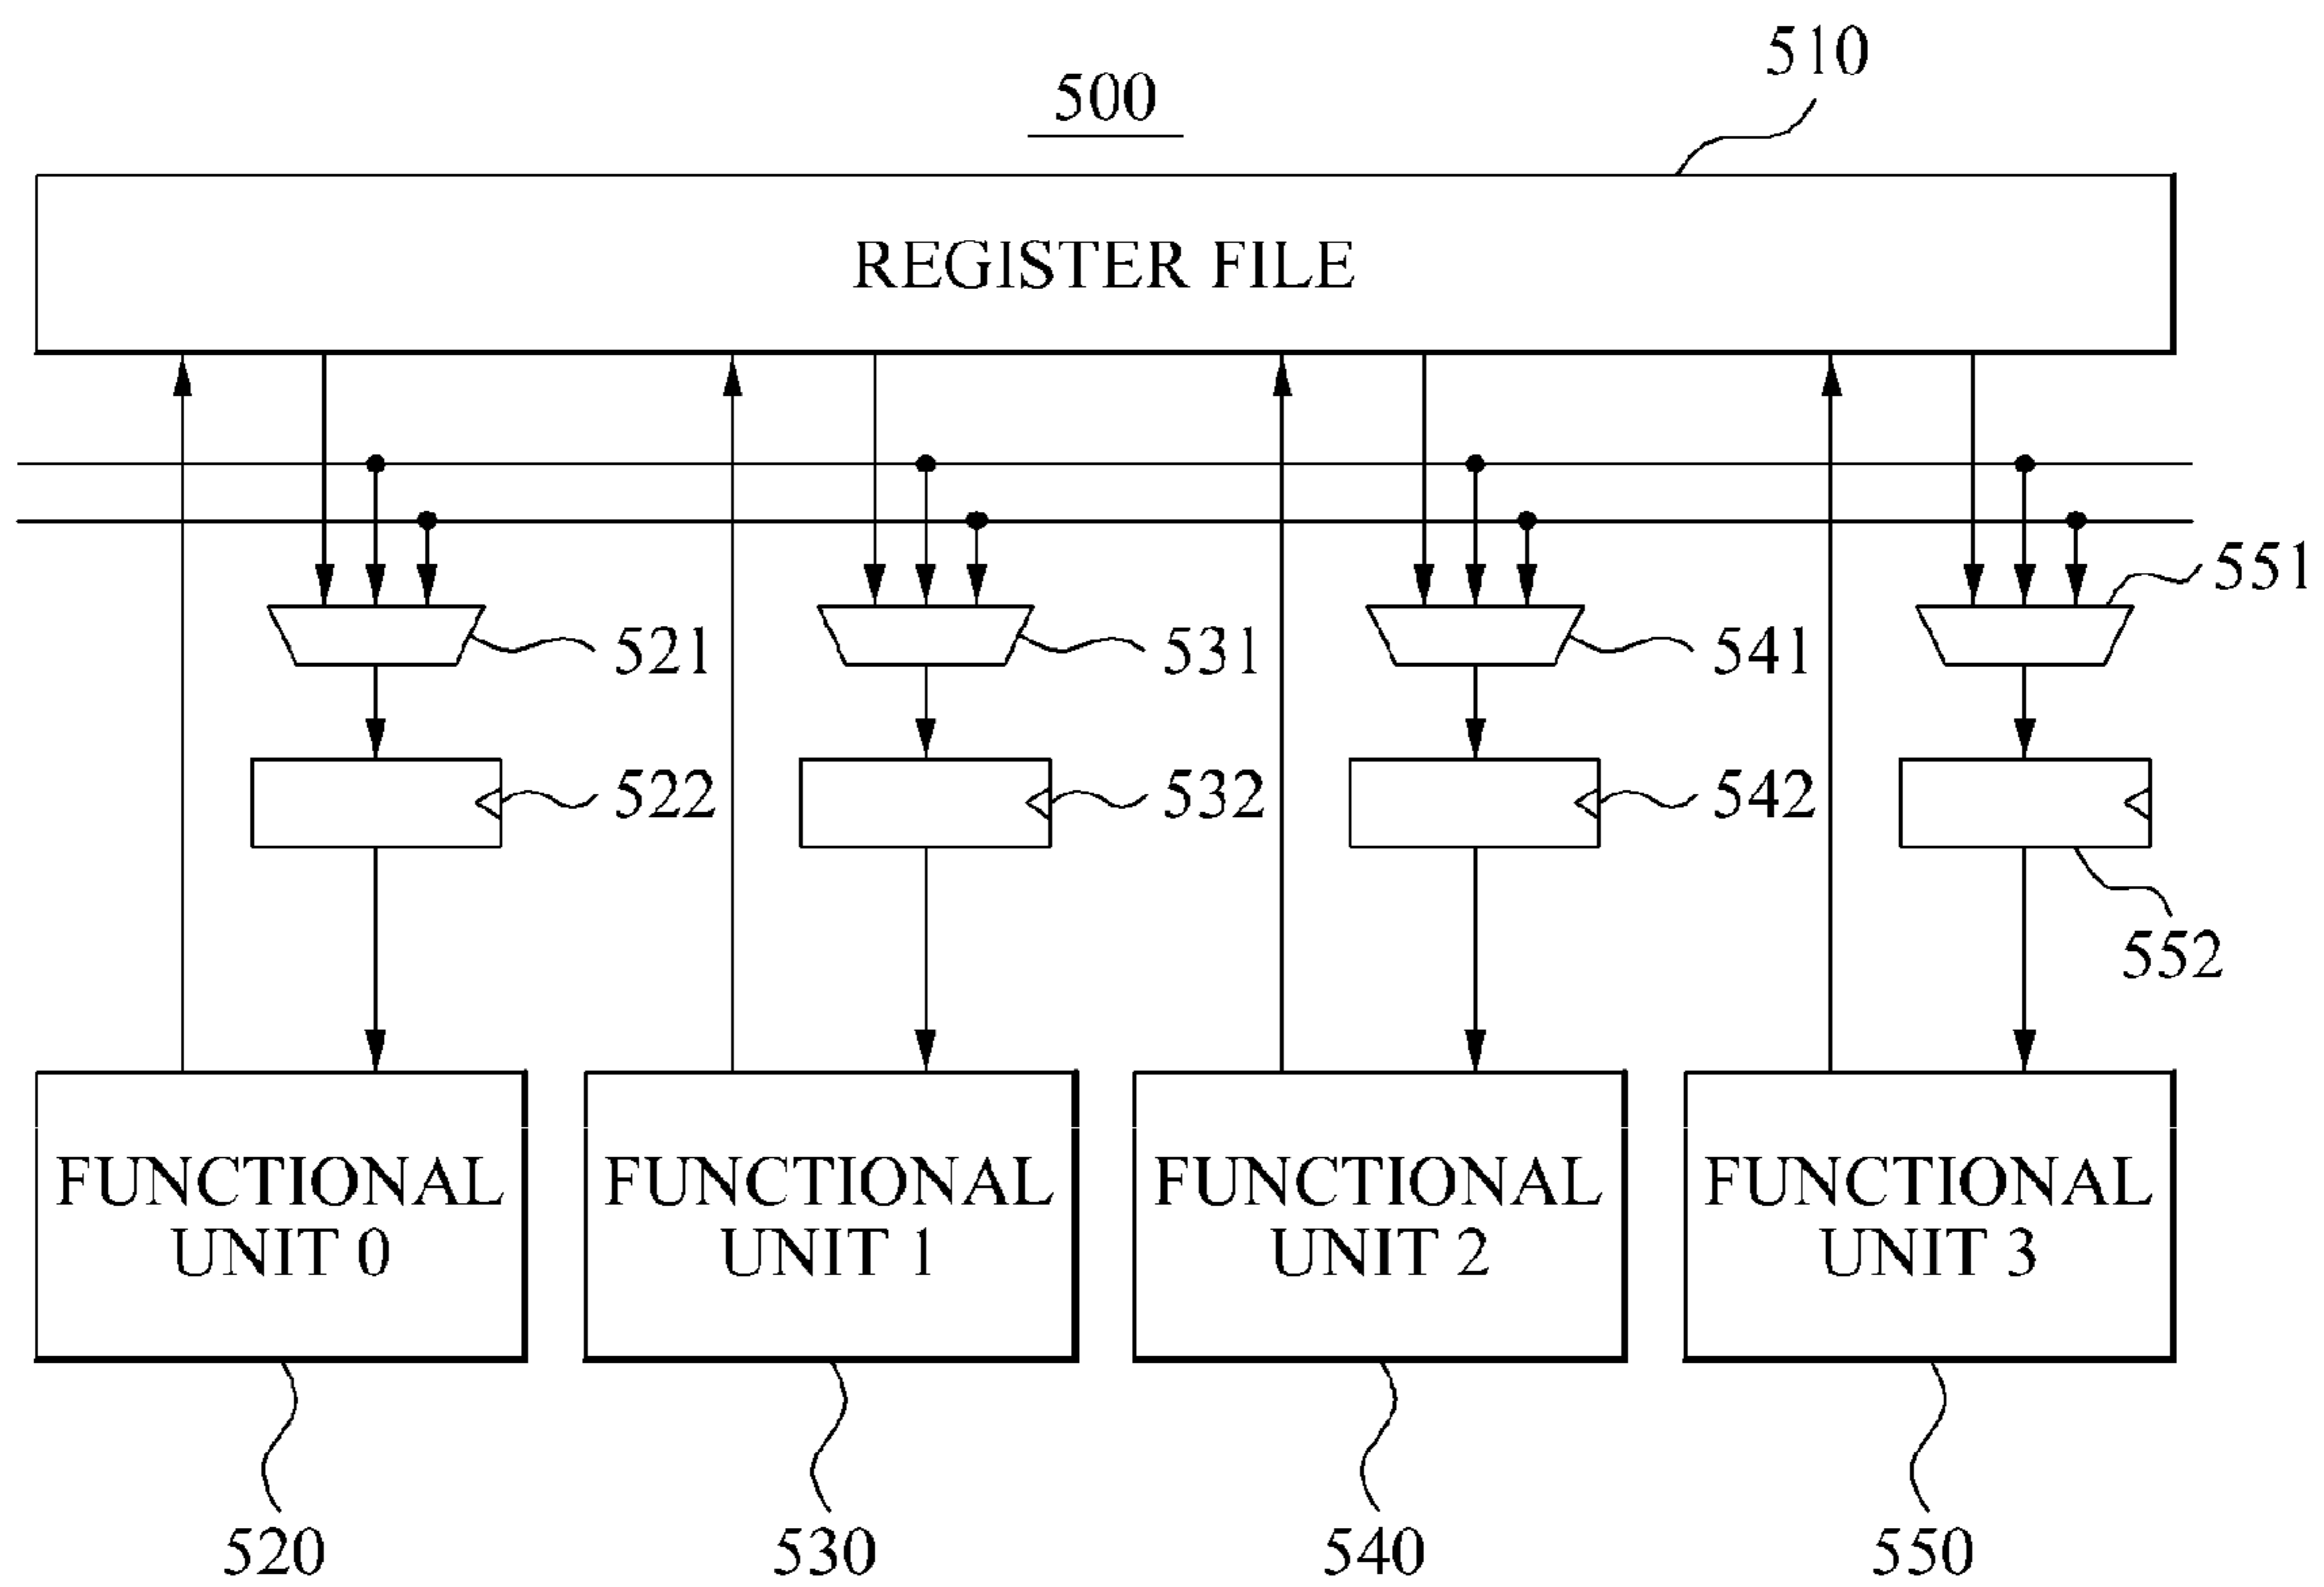 510
500
REGISTER FILE
551
521
531
541
522
532
542
552
FUNCTIONAL
UNIT 0
FUNCTIONAL
UNIT 1
FUNCTIONAL
UNIT 2
FUNCTIONAL
UNIT 3
520
530
540
550